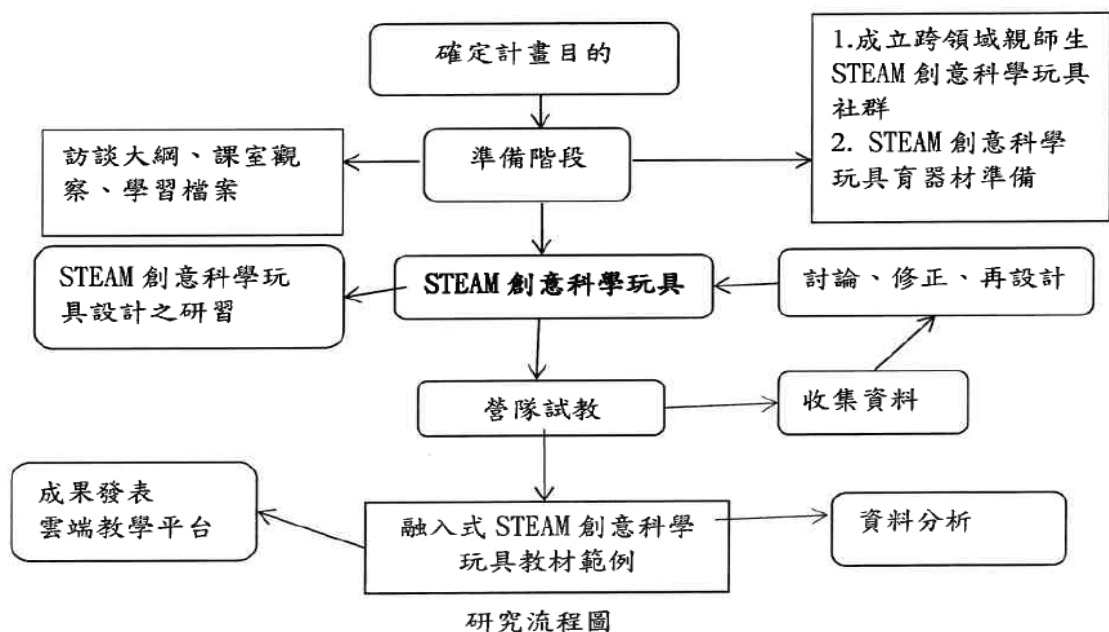 確定計畫目的
1.成立跨領域親師生
STEAM 創意科學玩具
社群
2. STEAM 創意科學
玩具育器材準備
訪談大綱、課室觀
察、學習檔案
準備階段
STEAM 創意科學玩
具設計之研習
STEAM 創意科學玩具
討論、修正、再設計
營隊試教
收集資料
成果發表
雲端教學平台
融入式 STEAM 創意科學
玩具教材範例
資料分析
研究流程圖